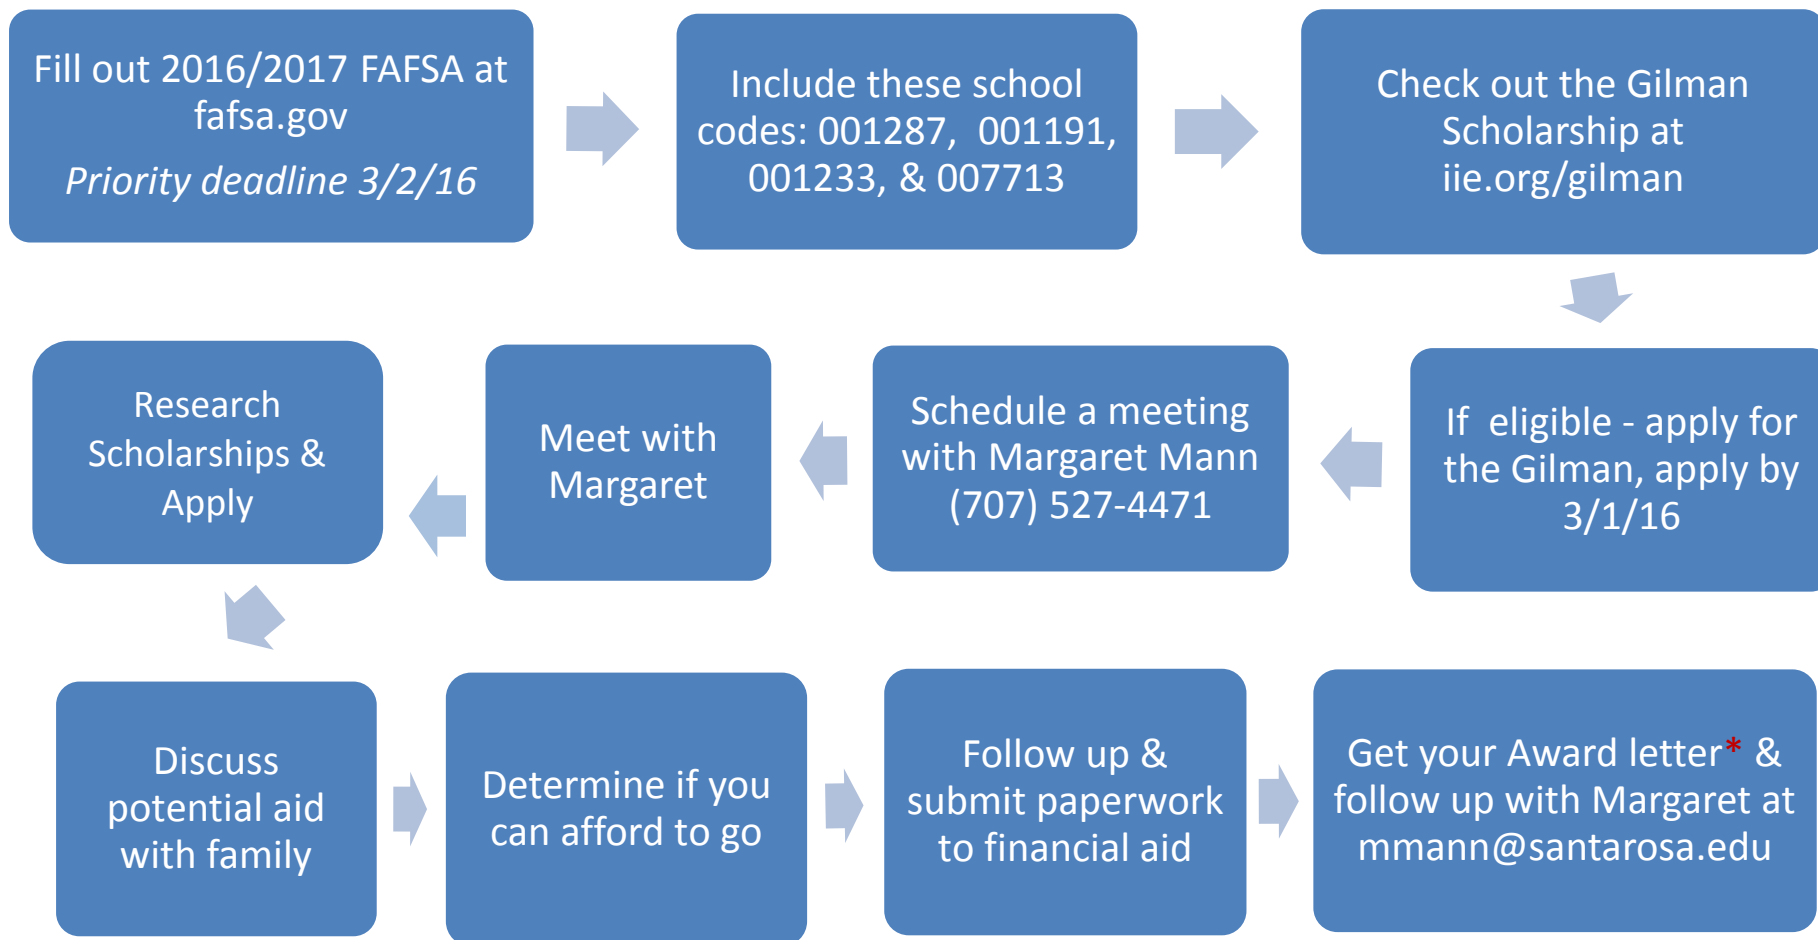 Fill out 2016/2017 FAFSA at
fafsa.gov
Priority deadline 3/2/16
Include these school
codes: 001287, 001191,
001233, & 007713
Check out the Gilman
Scholarship at
iie.org/gilman
If eligible - apply for
the Gilman, apply by
3/1/16
Schedule a meeting
with Margaret Mann
(707) 527-4471
Meet with
Margaret
Research
Scholarships &
Apply
Discuss
potential aid
with family
Determine if you
can afford to go
Follow up &
submit paperwork
to financial aid
Get your Award letter* &
follow up with Margaret at
mmann@santarosa.edu